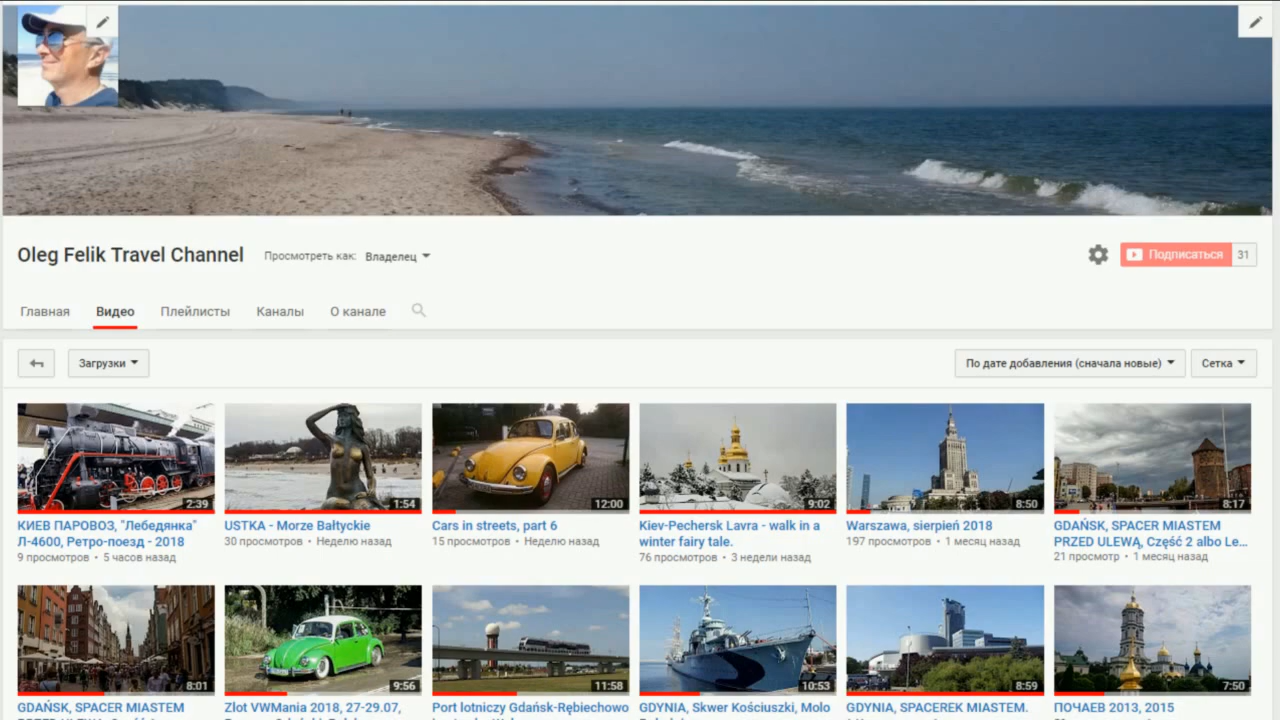 Oleg Felik Travel Channel
Просмотреть как: Владелец
Подписаться 31
Главная Видео Плейлисты Каналы О канале
Загрузки
По дате добавления (сначала новые) Сетка
2:39 1:54 12:00 9:02 8:50 8:17
КИЕВ ПАРОВОЗ, "Лебедянка"
Л-4600, Ретро-поезд - 2018
9 просмотров • 5 часов назад
USTKA - Morze Bałtyckie
30 просмотров • Неделю назад
Cars in streets, part 6
15 просмотров • Неделю назад
Kiev-Pechersk Lavra - walk in a
winter fairy tale.
76 просмотров • 3 недели назад
Warszawa, sierpień 2018
197 просмотров • 1 месяц назад
GDAŃSK, SPACER MIASTEM
PRZED ULEWĄ, Część 2 albo Le...
21 просмотр • 1 месяц назад
8:01 9:56 11:58 10:53 8:59 7:50
GDAŃSK, SPACER MIASTEM
Zlot VWMania 2018, 27-29.07,
Port lotniczy Gdańsk-Rębiechowo
GDYNIA, Skwer Kościuszki, Molo
GDYNIA, SPACEREK MIASTEM.
ПОЧАЕВ 2013, 2015